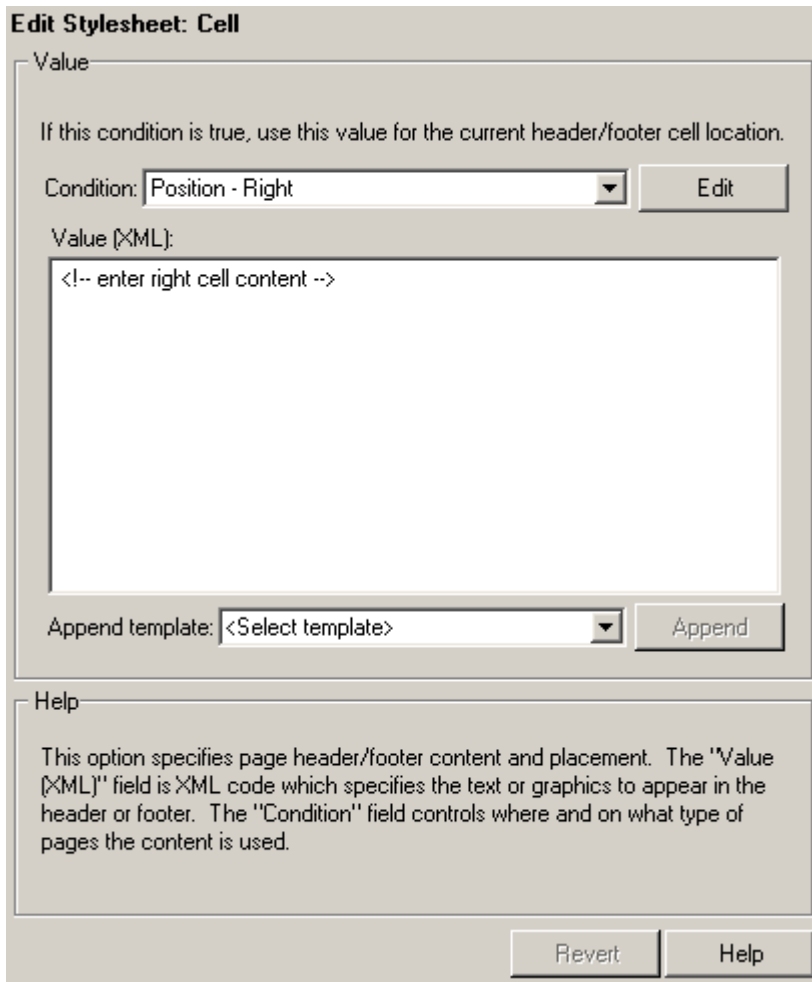 Edit Stylesheet: Cell
Value
If this condition is true, use this value for the current header/footer cell location.
Condition: Position - Right Edit
Value (XML):
<!-- enter right cell content -->
Append template: <Select template> Append
Help
This option specifies page header/footer content and placement. The "Value
(XML)" field is XML code which specifies the text or graphics to appear in the
header or footer. The "Condition" field controls where and on what type of
pages the content is used.
Revert Help